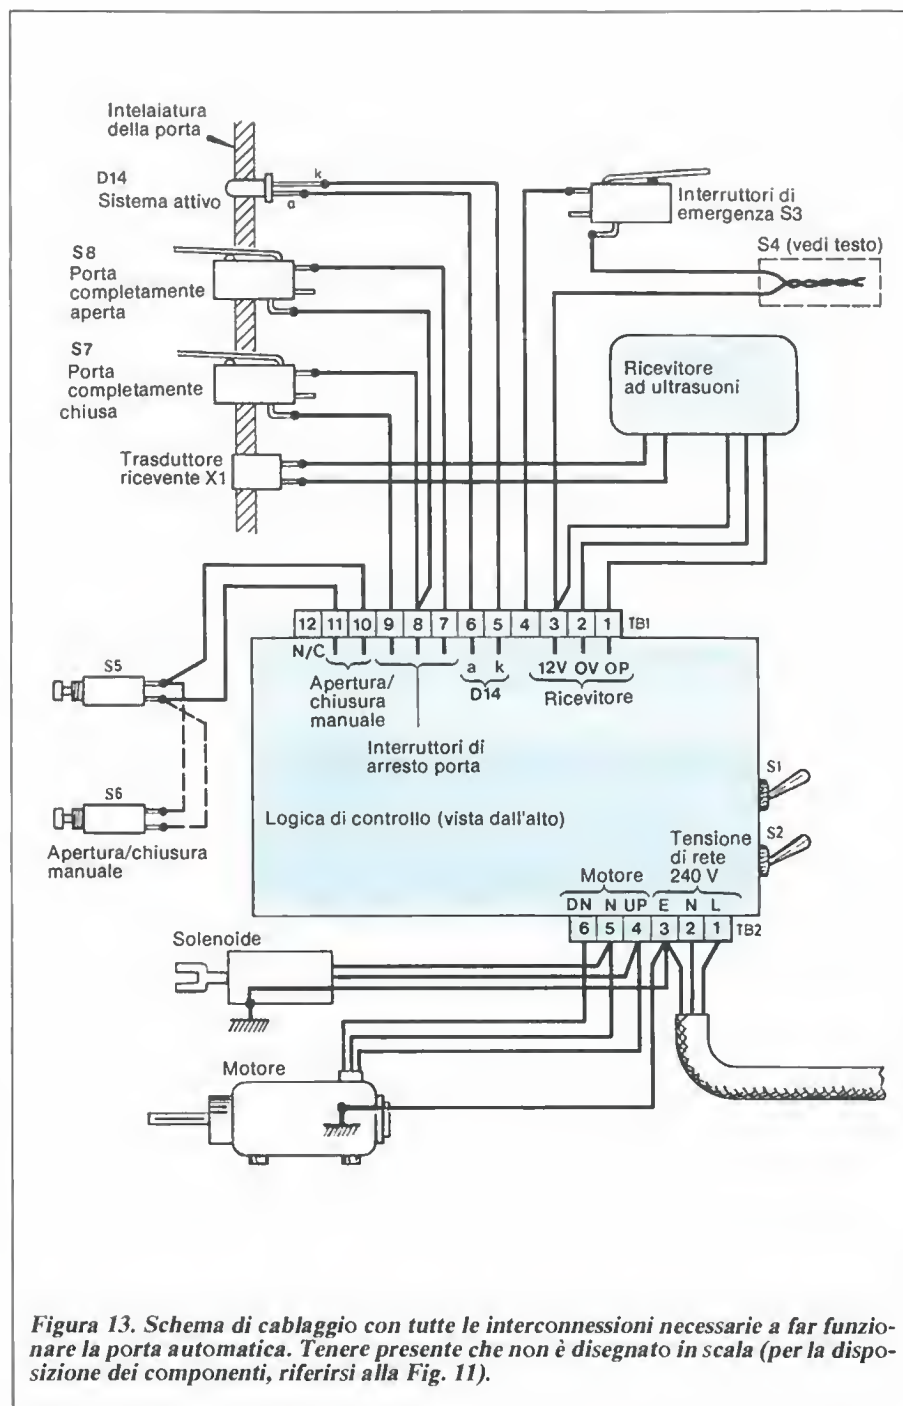 Intelaiatura
della porta
D14
Sistema attivo
k
a
S8
Porta
completamente
aperta
S7
Porta
completamente
chiusa
Trasduttore
ricevente X1
Interruttori di
emergenza S3
S4 (vedi testo)
Ricevitore
ad ultrasuoni
12 11 10 9 8 7 6 5 4 3 2 1 TB1
N/C
Apertura/
chiusura
manuale
a k
D14
12V OV OP
Ricevitore
Interruttori di
arresto porta
S5
S6
Apertura/chiusura
manuale
Logica di controllo (vista dall'alto)
S1
S2
Tensione
di rete
240 V
Motore
DN N UP E N L
6 5 4 3 2 1 TB2
Solenoide
Motore
Figura 13. Schema di cablaggio con tutte le interconnessioni necessarie a far funzio-
nare la porta automatica. Tenere presente che non è disegnato in scala (per la dispo-
sizione dei componenti, riferirsi alla Fig. 11).